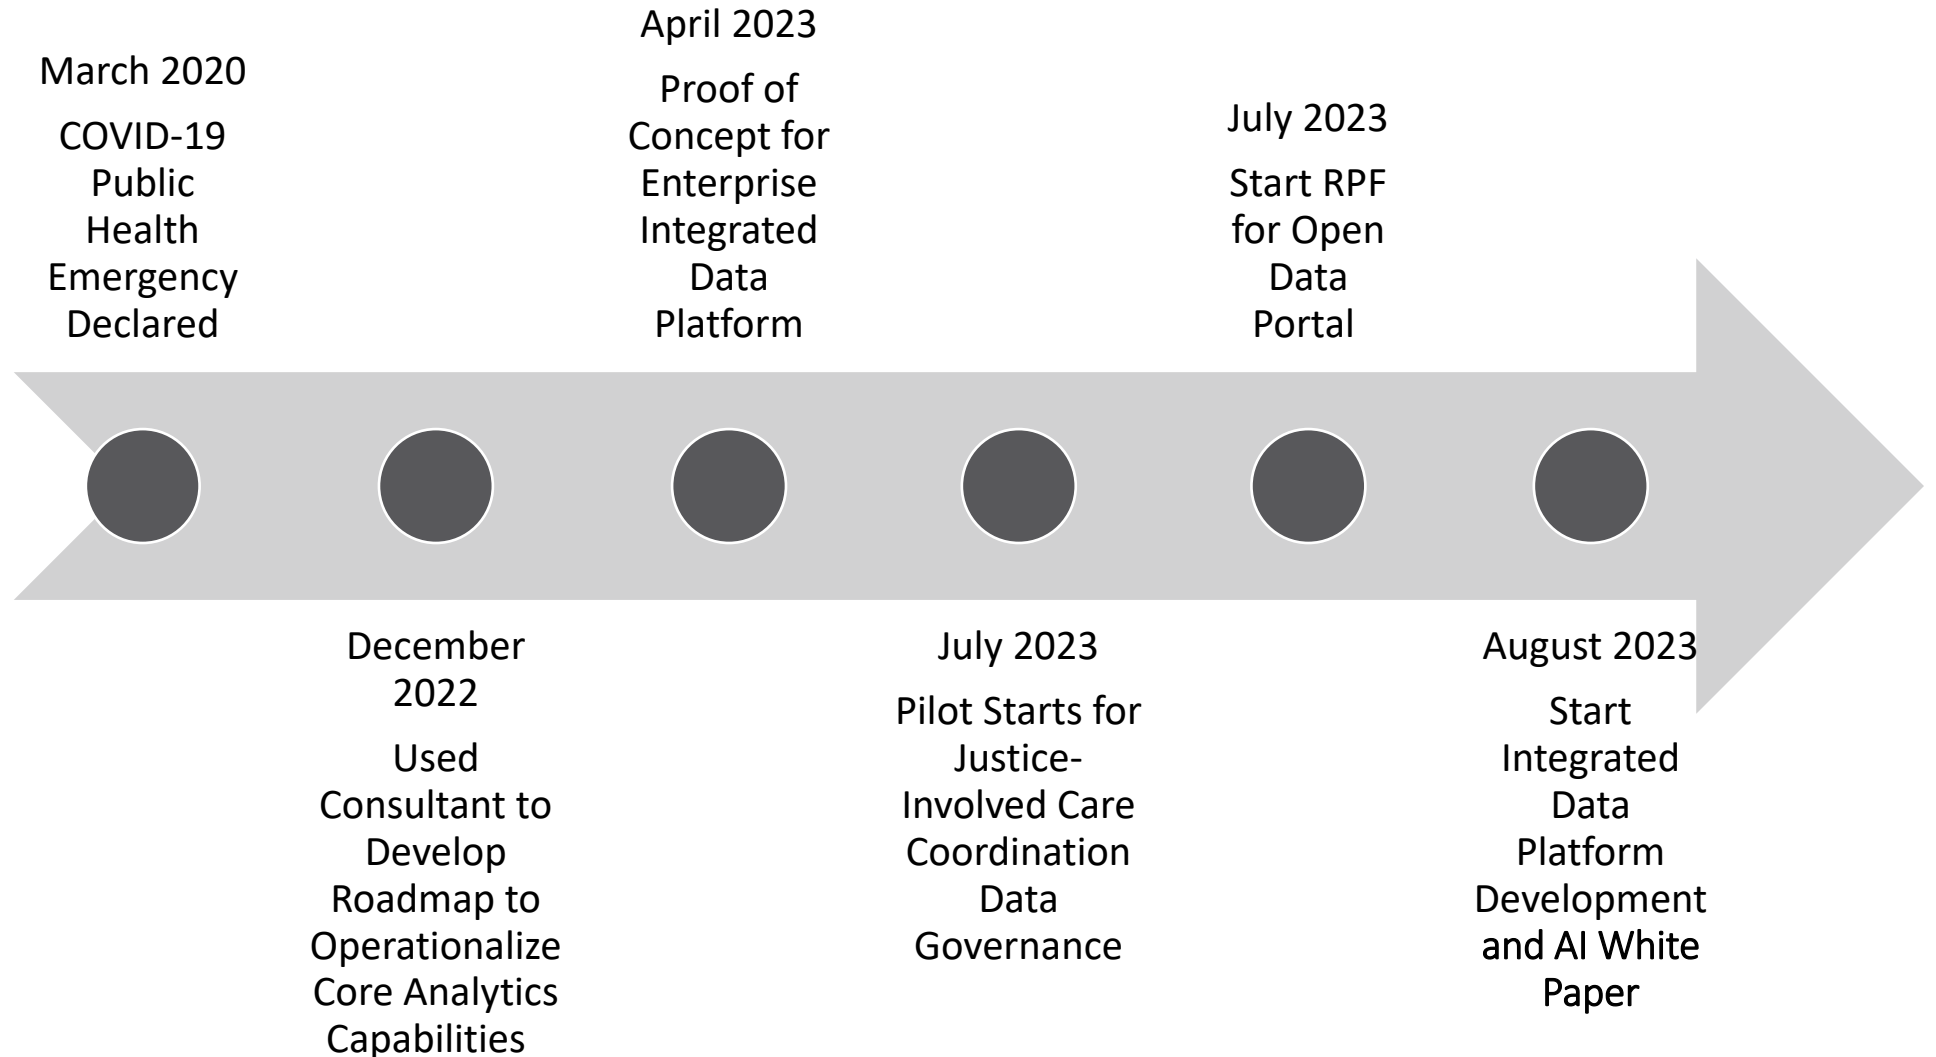 March 2020
COVID-19
Public
Health
Emergency
Declared
December
2022
Used
Consultant to
Develop
Roadmap to
Operationalize
Core Analytics
Capabilities
April 2023
Proof of
Concept for
Enterprise
Integrated
Data
Platform
July 2023
Pilot Starts for
Justice-
Involved Care
Coordination
Data
Governance
July 2023
Start RPF
for Open
Data
Portal
August 2023
Start
Integrated
Data
Platform
Development
and AI White
Paper